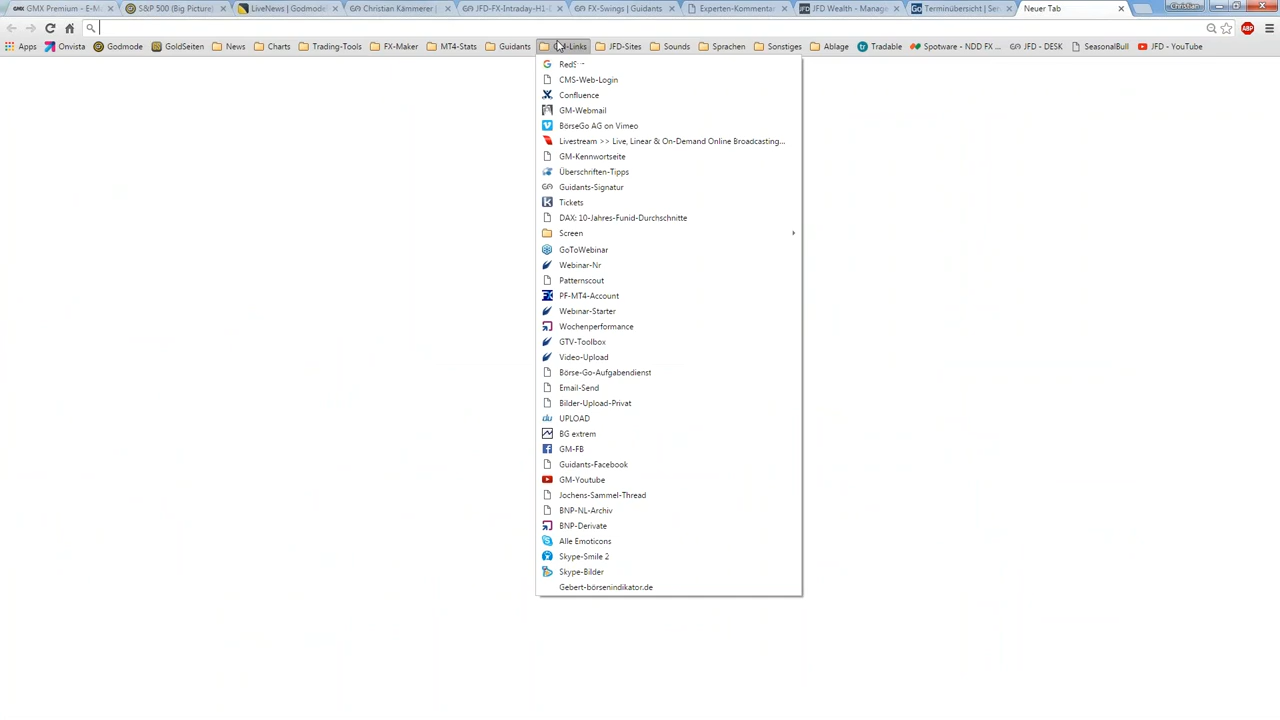 GMX Premium - E-M
S&P 500 (Big Picture)
LiveNews | Godmode
Christian Kämmerer |
JFD-FX-Intraday-H1-
FX-Swings | Guidants
Experten-Kommentar
JFD Wealth - Manage
Terminübersicht | Ser
Neuer Tab
Christian
Apps
Onvista
Godmode
GoldSeiten
News
Charts
Trading-Tools
FX-Maker
MT4-Stats
Guidants
-Links
JFD-Sites
Sounds
Sprachen
Sonstiges
Ablage
Tradable
Spotware - NDD FX ...
JFD - DESK
SeasonalBull
JFD - YouTube
CMS-Web-Login
Confluence
GM-Webmail
BörseGo AG on Vimeo
Livestream >> Live, Linear & On-Demand Online Broadcasting...
GM-Kennwortseite
Überschriften-Tipps
Guidants-Signatur
Tickets
DAX: 10-Jahres-Funid-Durchschnitte
Screen
GoToWebinar
Webinar-Nr
Patternscout
PF-MT4-Account
Webinar-Starter
Wochenperformance
GTV-Toolbox
Video-Upload
Börse-Go-Aufgabendienst
Email-Send
Bilder-Upload-Privat
UPLOAD
BG extrem
GM-FB
Guidants-Facebook
GM-Youtube
Jochens-Sammel-Thread
BNP-NL-Archiv
BNP-Derivate
Alle Emoticons
Skype-Smile 2
Skype-Bilder
Gebert-börsenindikator.de